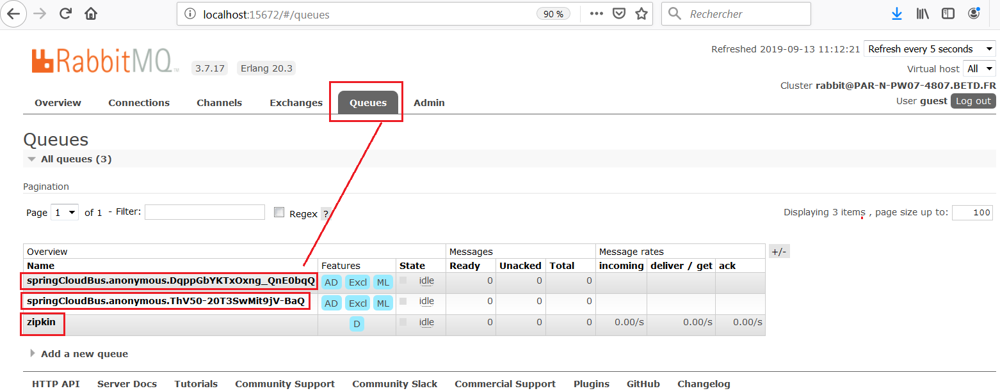 localhost:15672/#/queues 90 % Rechercher
Refreshed 2019-09-13 11:12:21 Refresh every 5 seconds
RabbitMQ TM 3.7.17 Erlang 20.3
Virtual host All
Cluster rabbit@PAR-N-PW07-4807.BETD.FR
User guest Log out
Overview Connections Channels Exchanges Queues Admin
Queues
All queues (3)
Pagination
Page 1 of 1 - Filter: Regex ? Displaying 3 items , page size up to: 100
Overview Messages Message rates +/-
Name Features State Ready Unacked Total incoming deliver / get ack
springCloudBus.anonymous.DqppGbYKTxOxng_QnE0bqQ AD Excl ML idle 0 0 0
springCloudBus.anonymous.ThV50-20T3SwMit9jV-BaQ AD Excl ML idle 0 0 0
zipkin D idle 0 0 0 0.00/s 0.00/s 0.00/s
Add a new queue
HTTP API Server Docs Tutorials Community Support Community Slack Commercial Support Plugins GitHub Changelog